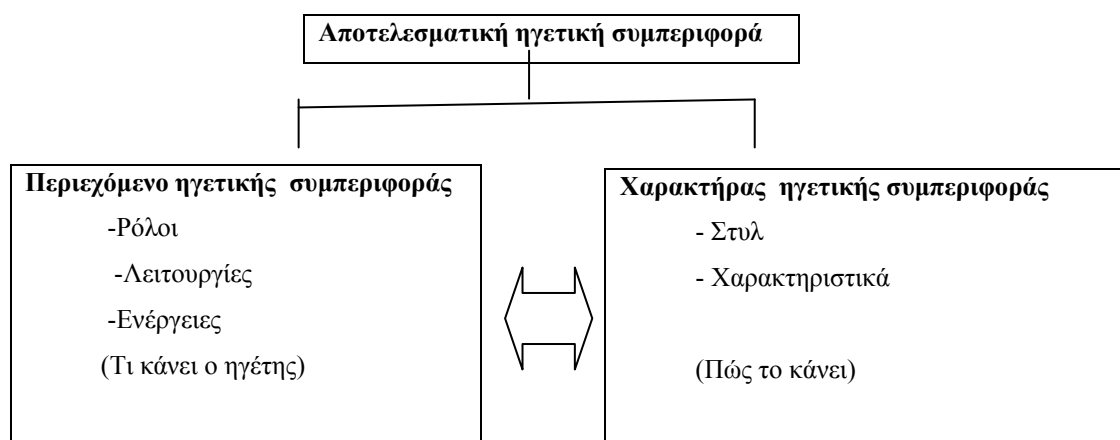 Αποτελεσματική ηγετική συμπεριφορά
Περιεχόμενο ηγετικής συμπεριφοράς
-Ρόλοι
-Λειτουργίες
-Ενέργειες
(Τι κάνει ο ηγέτης)
Χαρακτήρας ηγετικής συμπεριφοράς
- Στυλ
- Χαρακτηριστικά
(Πώς το κάνει)